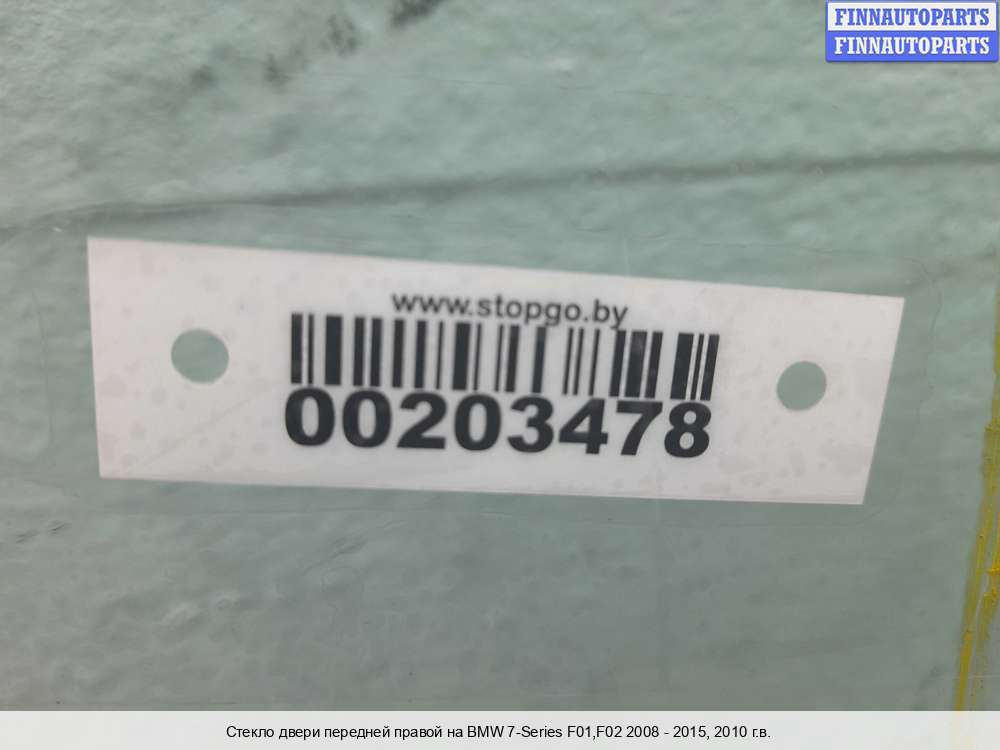 FINNAUTOPARTS
FINNAUTOPARTS
www.stopgo.by
00203478
Стекло двери передней правой на BMW 7-Series F01,F02 2008 - 2015, 2010 г.в.